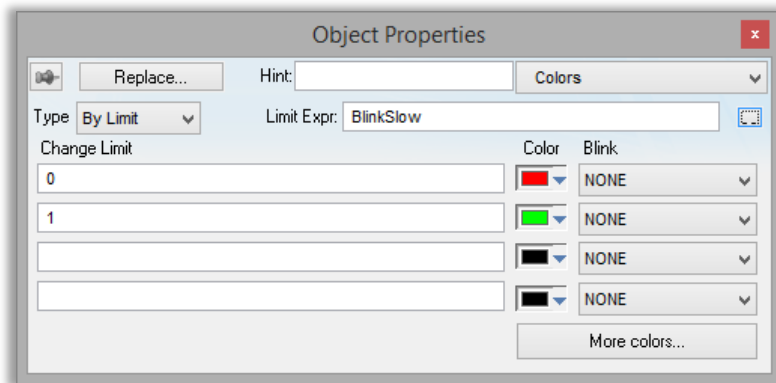 Object Properties
x
Replace... Hint: Colors
Type By Limit Limit Expr: BlinkSlow
Change Limit Color Blink
0 NONE
1 NONE
NONE
NONE
More colors...